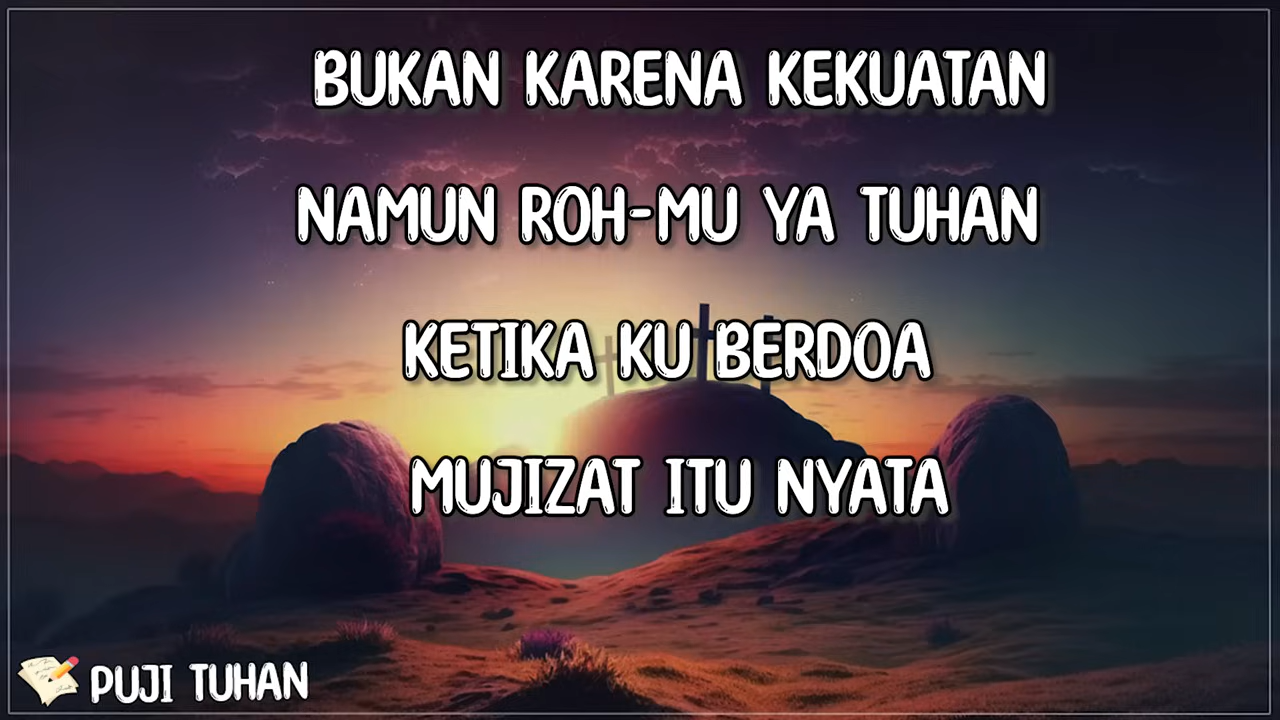 BUKAN KARENA KEKUATAN
NAMUN ROH-MU YA TUHAN
KETIKA KU BERDOA
MUJIZAT ITU NYATA
PUJI TUHAN